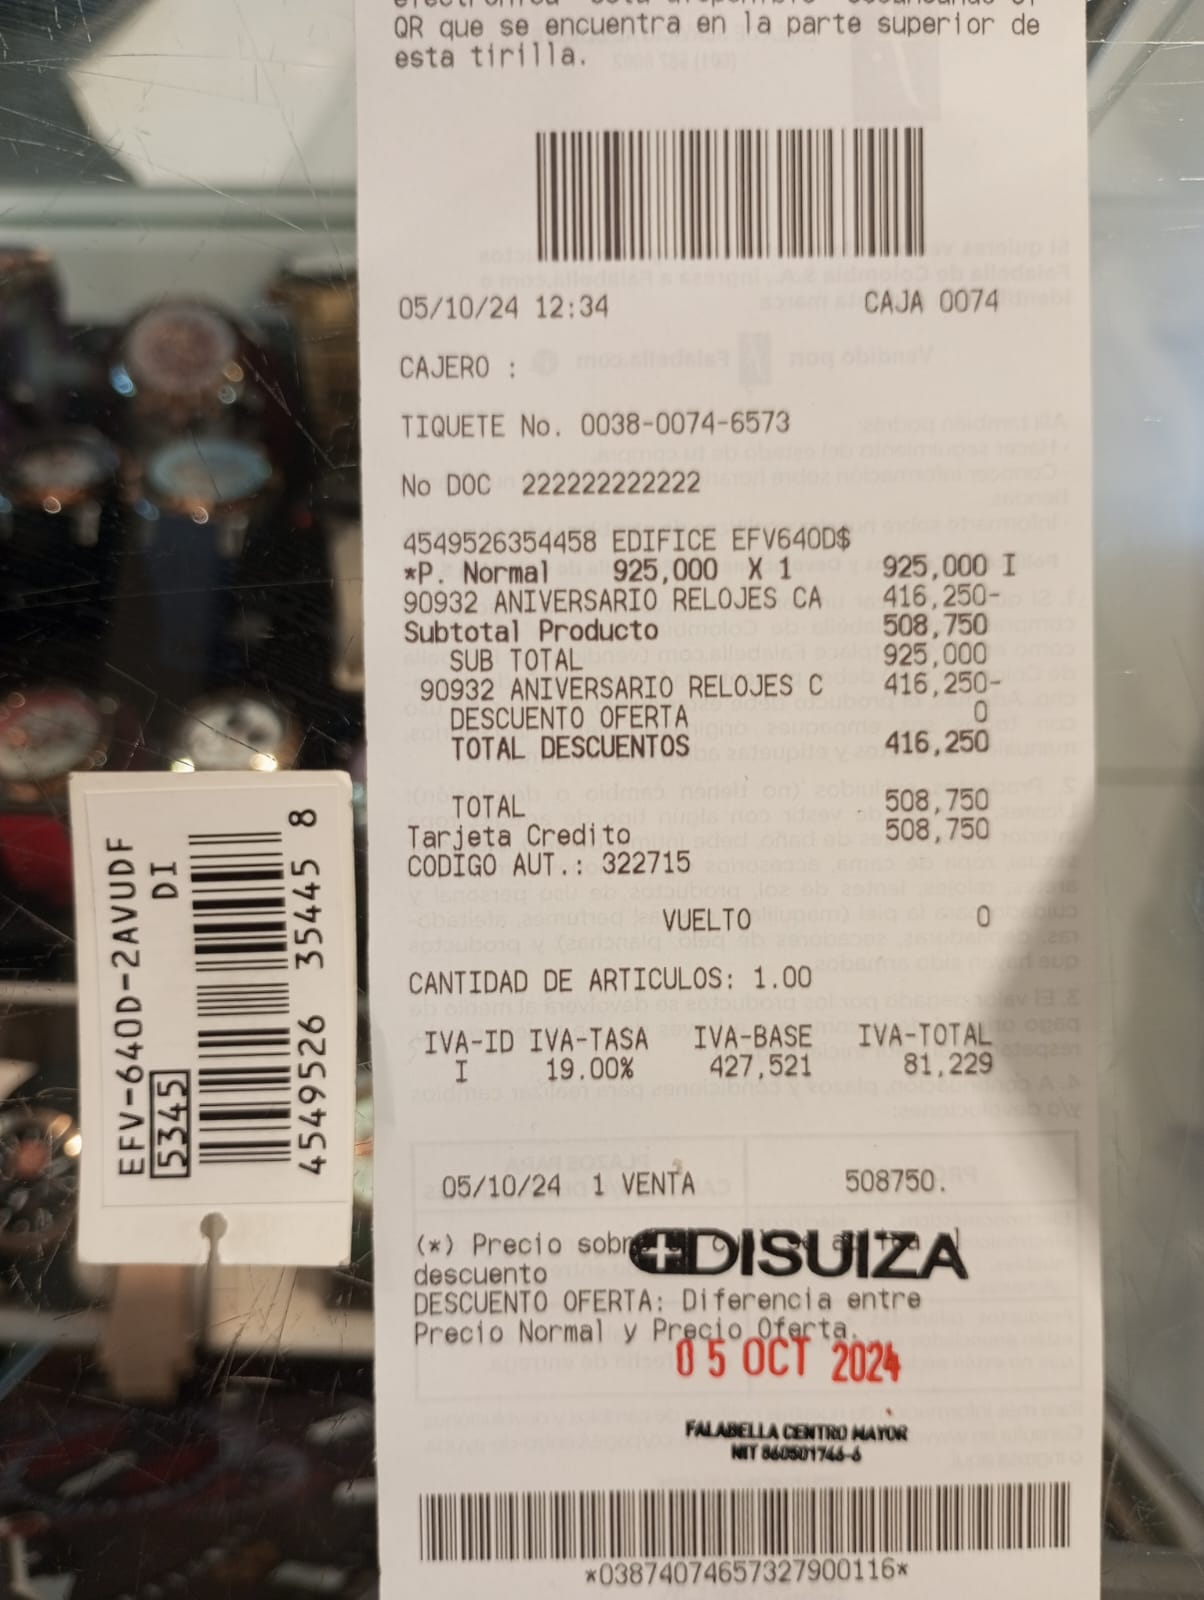 QR que se encuentra en la parte superior de
esta tirilla.
05/10/24 12:34 CAJA 0074
CAJERO :
TIQUETE No. 0038-0074-6573
No DOC 222222222222
4549526354458 EDIFICE EFV640D$
*P. Normal 925,000 X 1 925,000 I
90932 ANIVERSARIO RELOJES CA 416,250-
Subtotal Producto 508,750
SUB TOTAL 925,000
90932 ANIVERSARIO RELOJES C 416,250-
DESCUENTO OFERTA 0
TOTAL DESCUENTOS 416,250
TOTAL 508,750
Tarjeta Credito 508,750
CODIGO AUT.: 322715
VUELTO 0
CANTIDAD DE ARTICULOS: 1.00
IVA-ID IVA-TASA IVA-BASE IVA-TOTAL
I 19.00% 427,521 81,229
05/10/24 1 VENTA 508750.
(*) Precio
descuento
DISUIZA
DESCUENTO OFERTA: Diferencia entre
Precio Normal y Precio Oferta.
05 OCT 2024
FALABELLA CENTRO MAYOR
NIT 860501746-6
*03874074657327900116*
EFV-640D-2AVUDF
5345 DI
4549526 35445 8